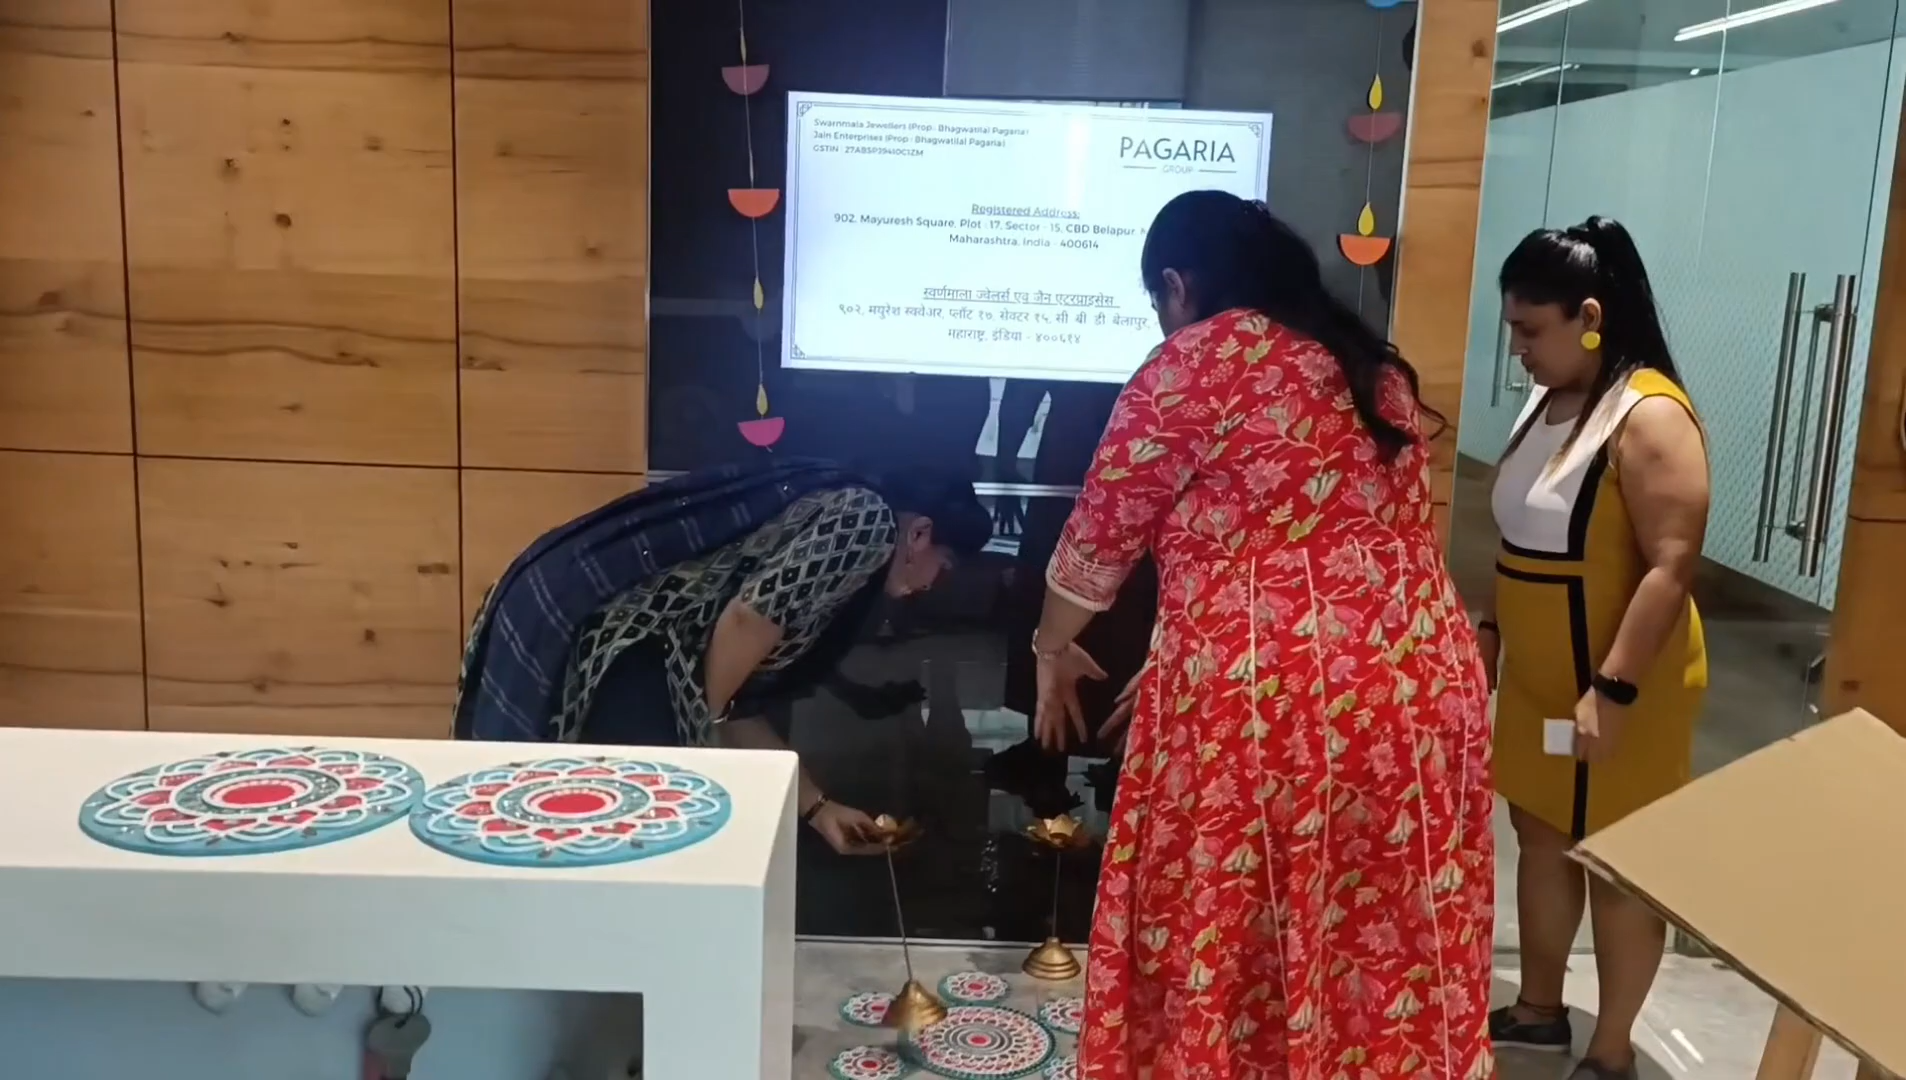 Swarnmala Jewellers (Prop : Bhagwatilal Pagaria)
Jain Enterprises (Prop : Bhagwatilal Pagaria)
GSTIN :
PAGARIA
GROUP
Registered Address:
902, Mayuresh Square, Plot : 17, Sector - 15, CBD Belapur,
Maharashtra, India - 400614
स्वर्णमाला ज्वेलर्स एवं जैन एंटरप्राइसेस
९०२, मयुरेश स्क्वेअर, प्लॉट १७, सेक्टर १५, सी बी डी बेलापुर,
महाराष्ट्र, इंडिया - ४००६१४